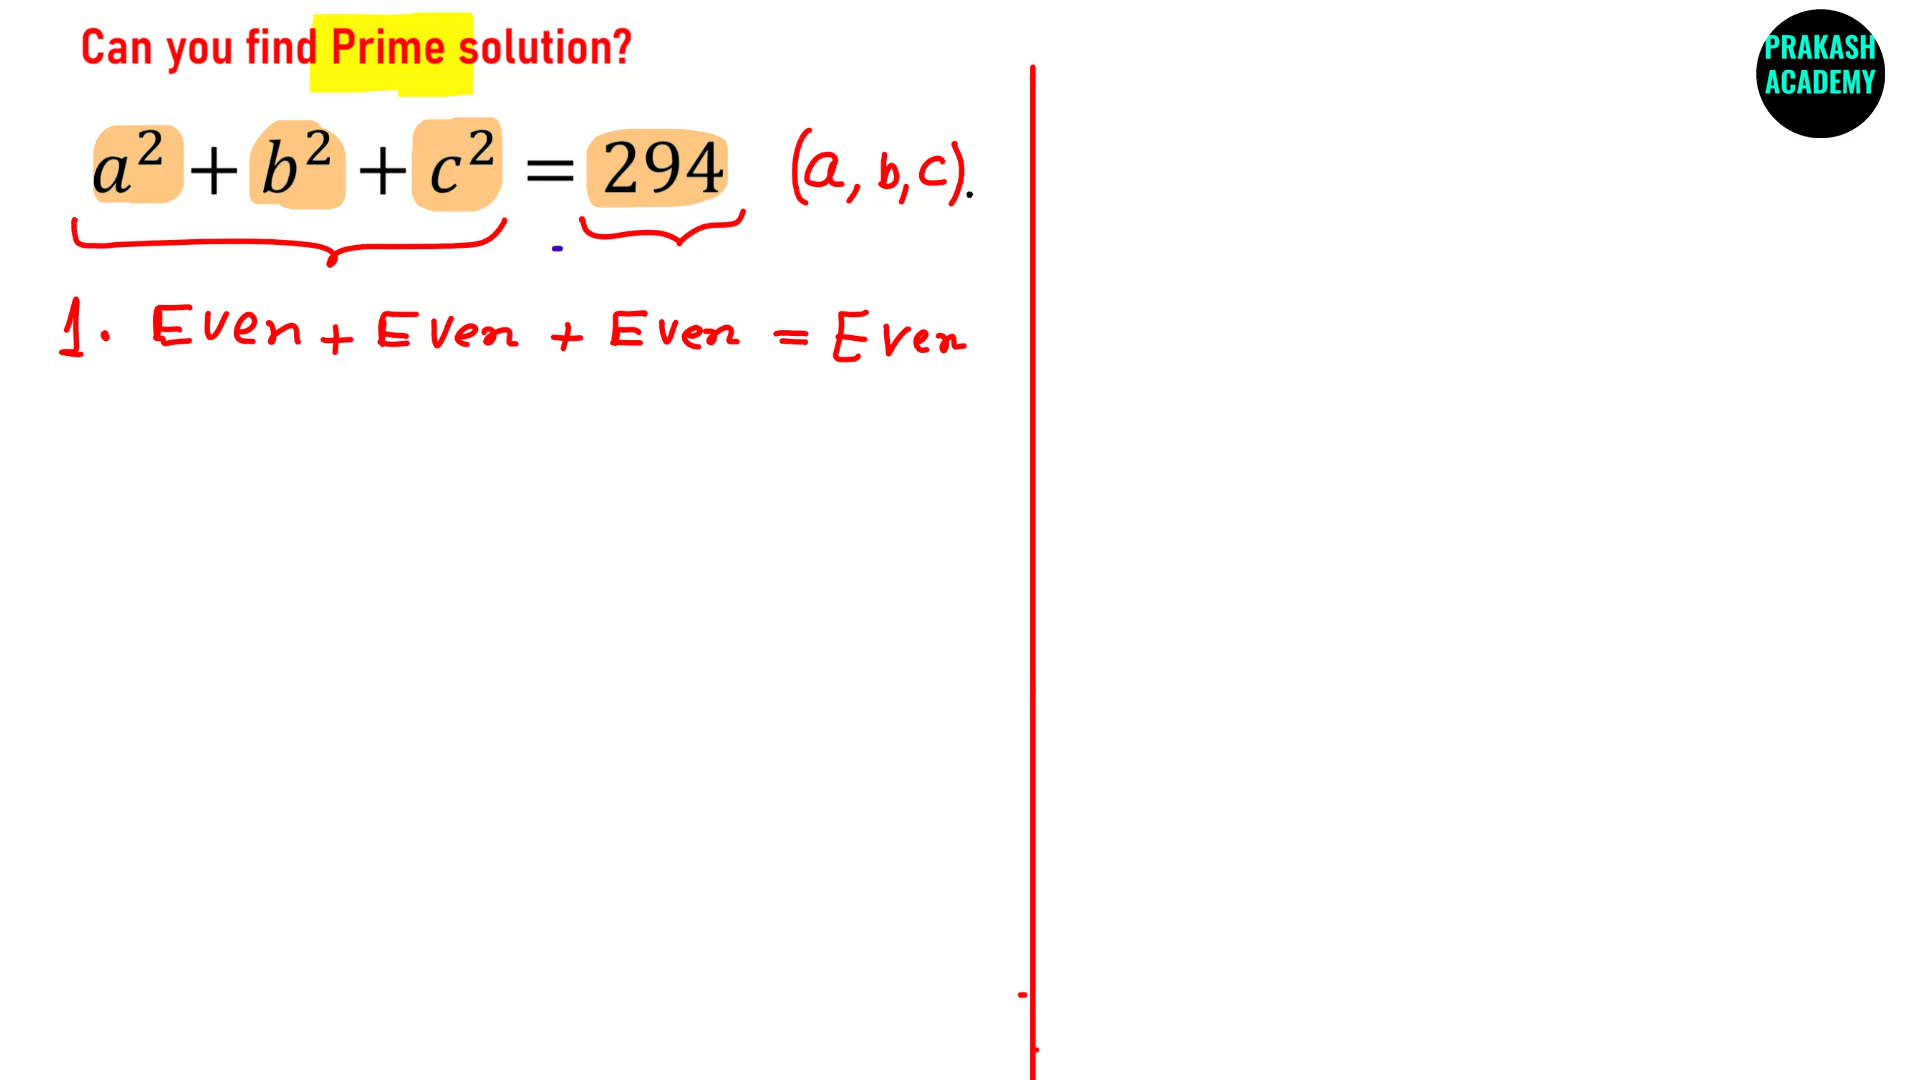 Can you find Prime solution?
PRAKASH
ACADEMY
a² + b² + c² = 294 (a, b, c).
1. Even + Even + Even = Even